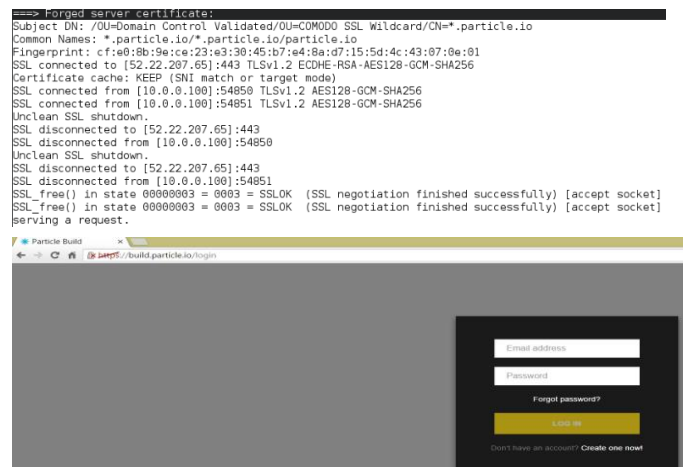 ===> Forged server certificate:
Subject DN: /OU=Domain Control Validated/OU=COMODO SSL Wildcard/CN=*.particle.io
Common Names: *.particle.io/*.particle.io/particle.io
Fingerprint: cf:e0:8b:9e:ce:23:e3:30:45:b7:e4:8a:d7:15:5d:4c:43:07:0e:01
SSL connected to [52.22.207.65]:443 TLSv1.2 ECDHE-RSA-AES128-GCM-SHA256
Certificate cache: KEEP (SNI match or target mode)
SSL connected from [10.0.0.100]:54850 TLSv1.2 AES128-GCM-SHA256
SSL connected from [10.0.0.100]:54851 TLSv1.2 AES128-GCM-SHA256
Unclean SSL shutdown.
SSL disconnected to [52.22.207.65]:443
SSL disconnected from [10.0.0.100]:54850
Unclean SSL shutdown.
SSL disconnected to [52.22.207.65]:443
SSL disconnected from [10.0.0.100]:54851
SSL_free() in state 00000003 = 0003 = SSLOK (SSL negotiation finished successfully) [accept socket]
SSL_free() in state 00000003 = 0003 = SSLOK (SSL negotiation finished successfully) [accept socket]
serving a request.
Particle Build
https://build.particle.io/login
Email address
Password
Forgot password?
LOG IN
Don't have an account? Create one now!